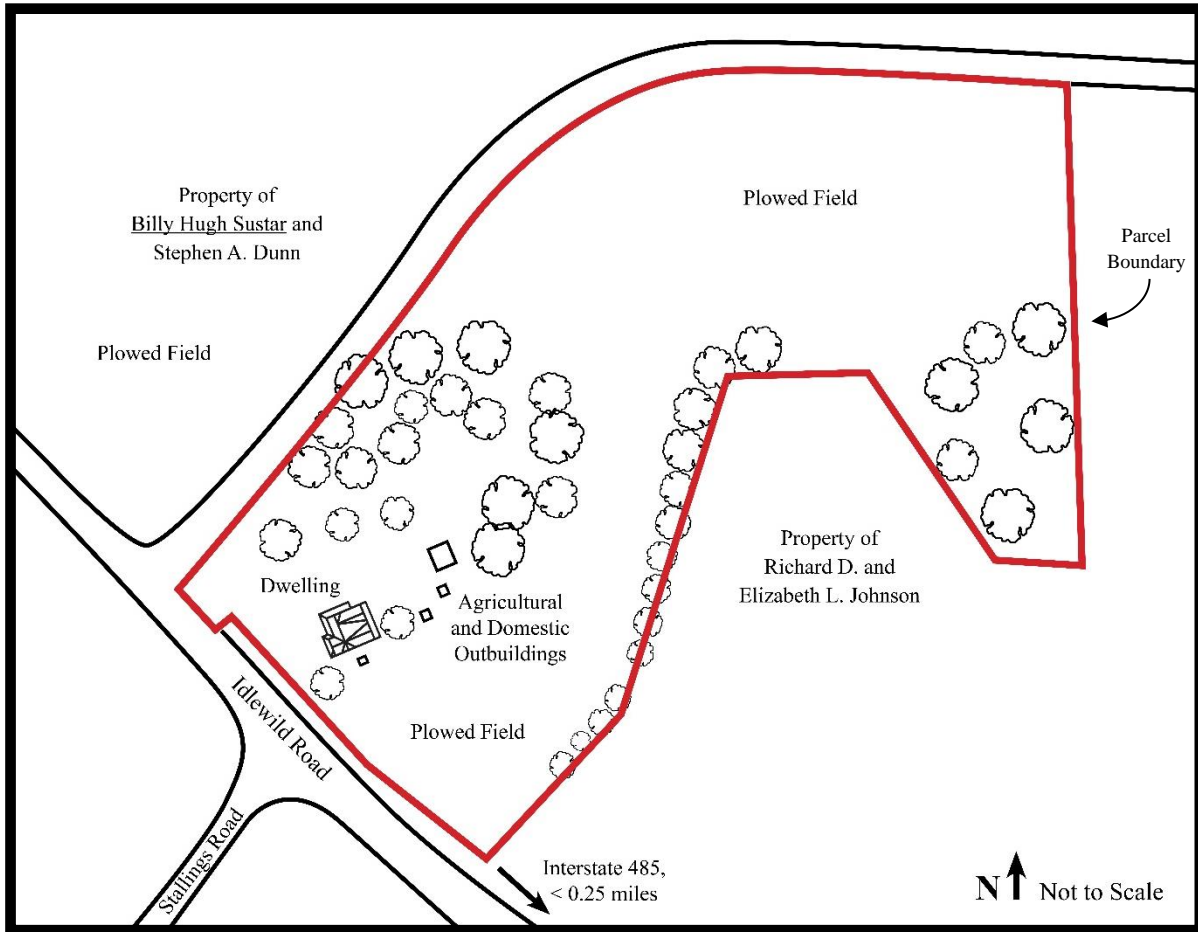 Property of
Billy Hugh Sustar and
Stephen A. Dunn
Plowed Field
Plowed Field
Parcel
Boundary
Dwelling
Agricultural
and Domestic
Outbuildings
Property of
Richard D. and
Elizabeth L. Johnson
Plowed Field
Idlewild Road
Stallings Road
Interstate 485,
< 0.25 miles
N Not to Scale